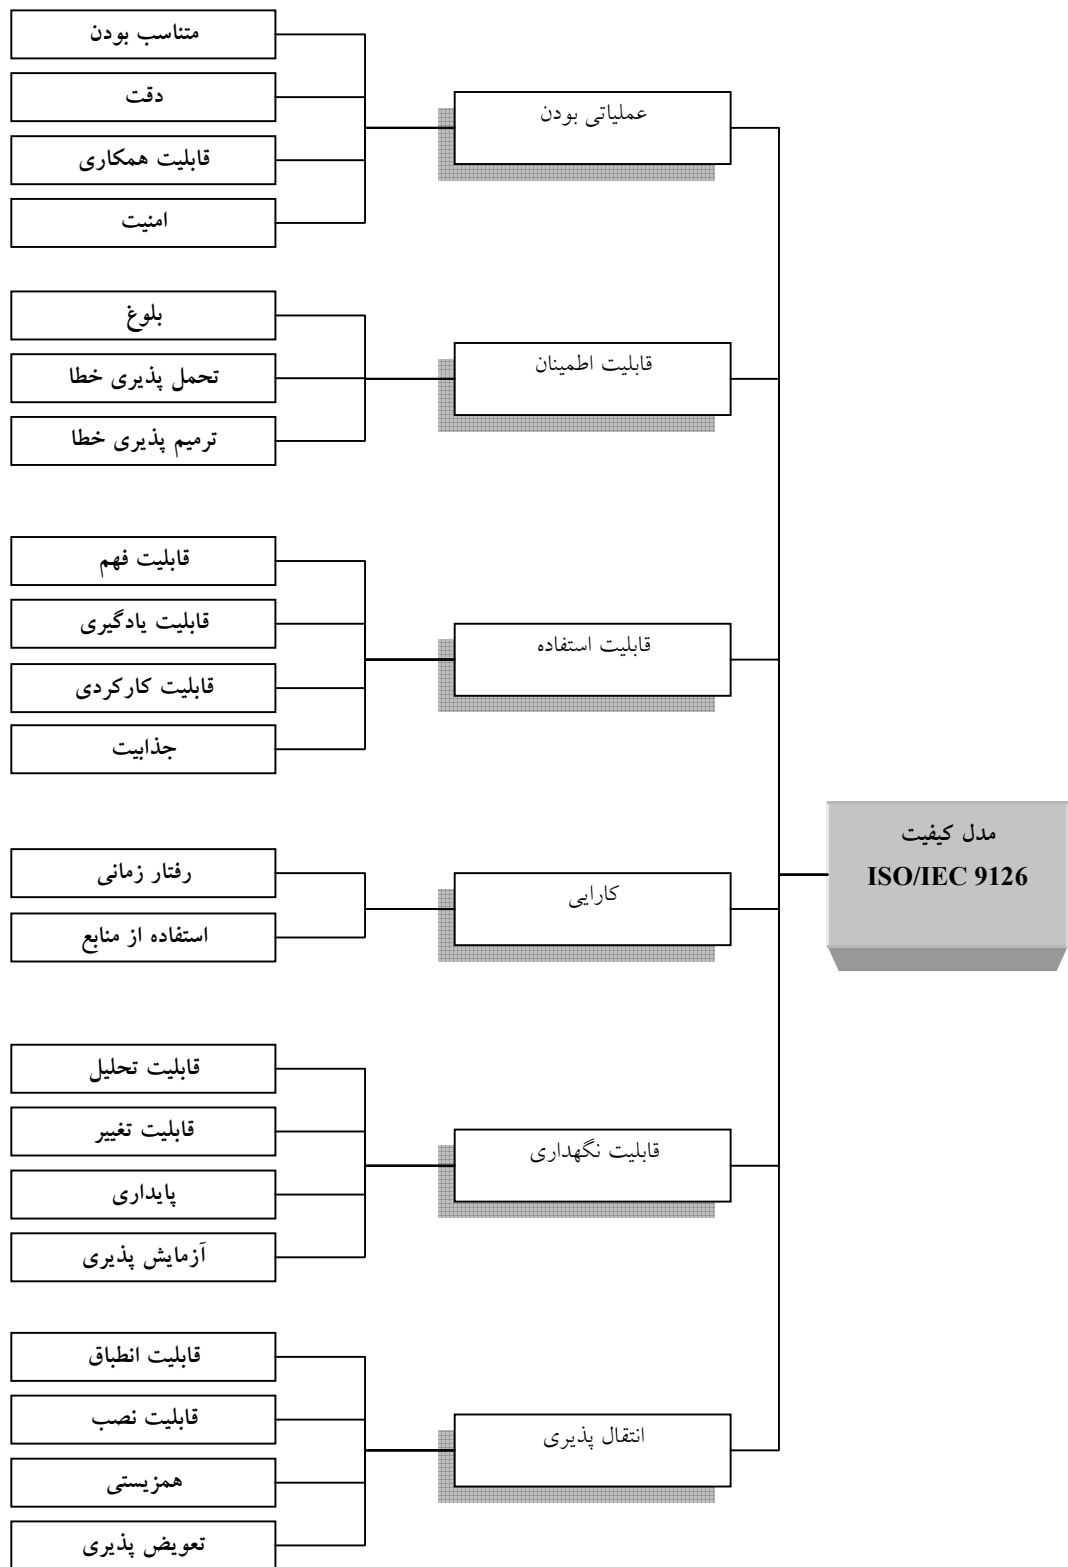 مدل کیفیت
ISO/IEC 9126
عملیاتی بودن
متناسب بودن
دقت
قابلیت همکاری
امنیت
قابلیت اطمینان
بلوغ
تحمل پذیری خطا
ترمیم پذیری خطا
قابلیت استفاده
قابلیت فهم
قابلیت یادگیری
قابلیت کارکردی
جذابیت
کارایی
رفتار زمانی
استفاده از منابع
قابلیت نگهداری
قابلیت تحلیل
قابلیت تغییر
پایداری
آزمایش پذیری
انتقال پذیری
قابلیت انطباق
قابلیت نصب
همزیستی
تعویض پذیری